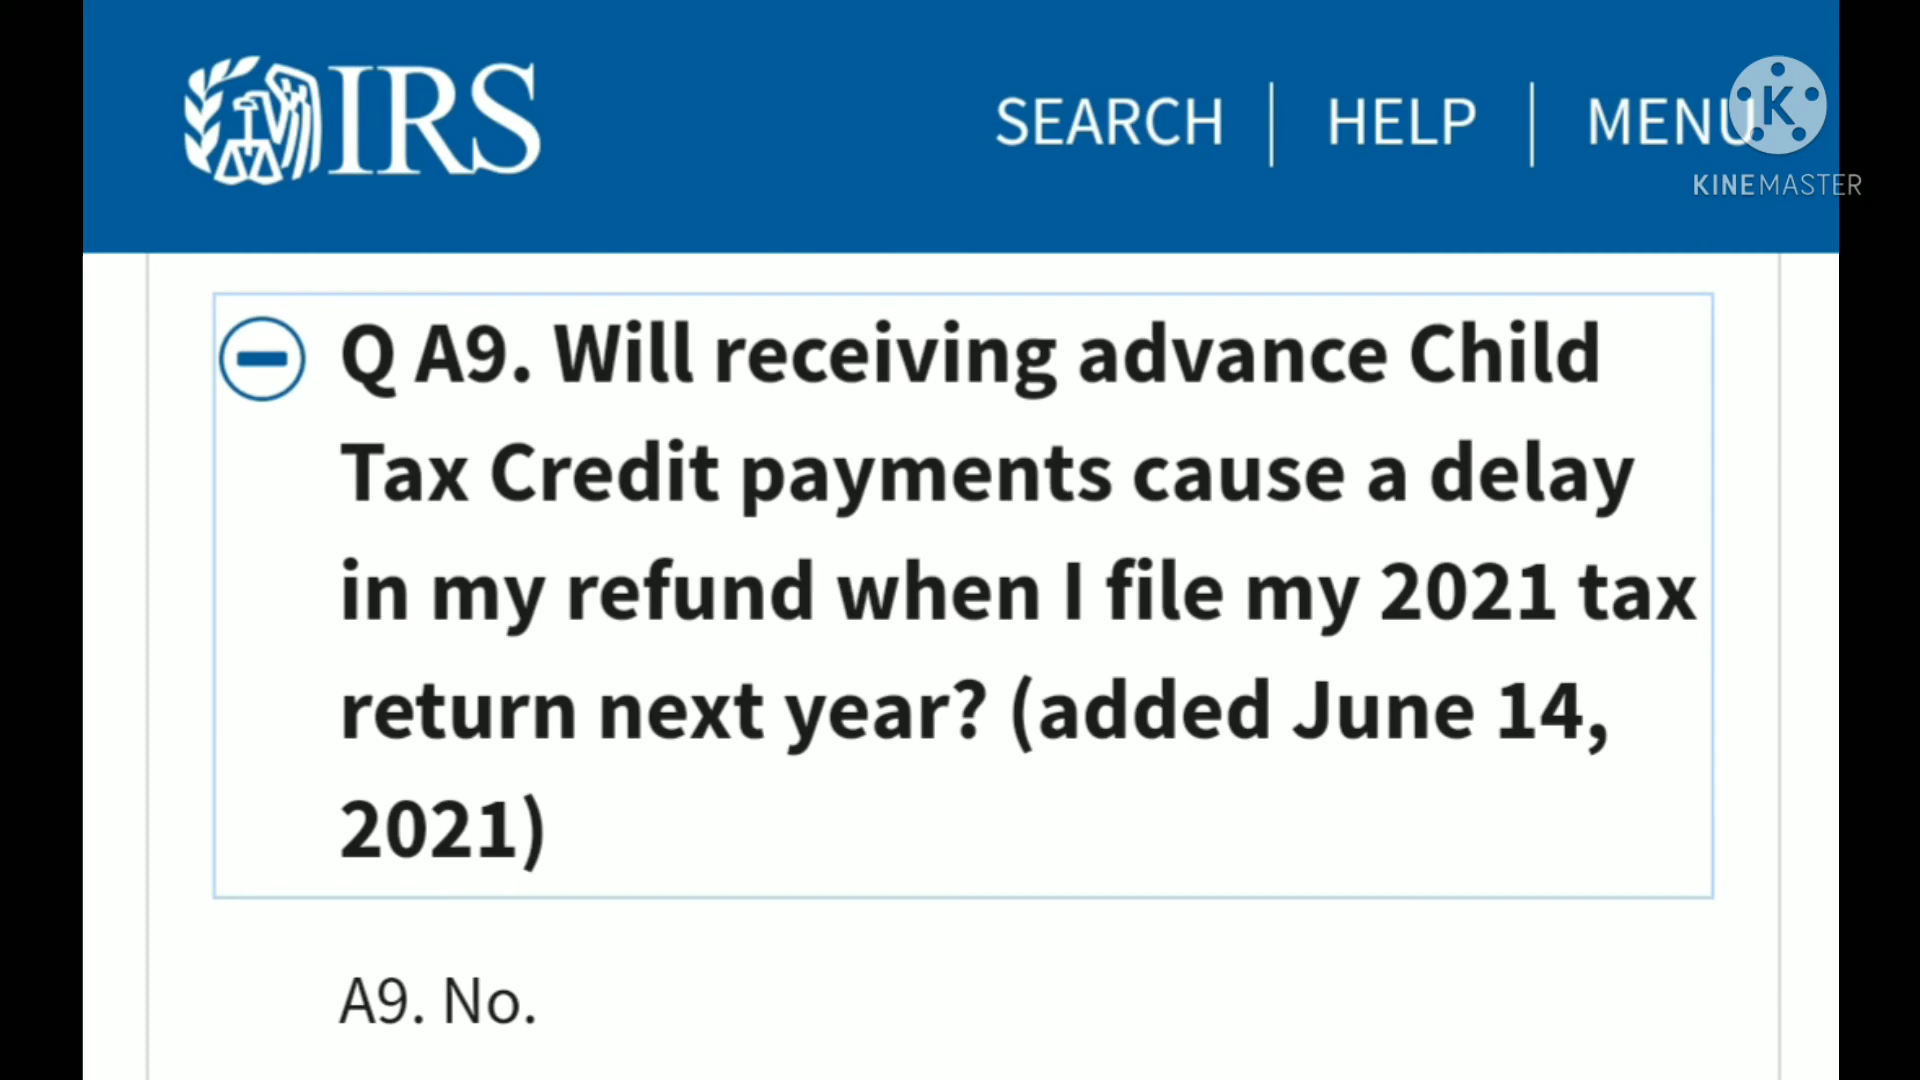 IRS
SEARCH | HELP | MENU
K
KINEMASTER
Q A9. Will receiving advance Child
Tax Credit payments cause a delay
in my refund when I file my 2021 tax
return next year? (added June 14,
2021)
A9. No.